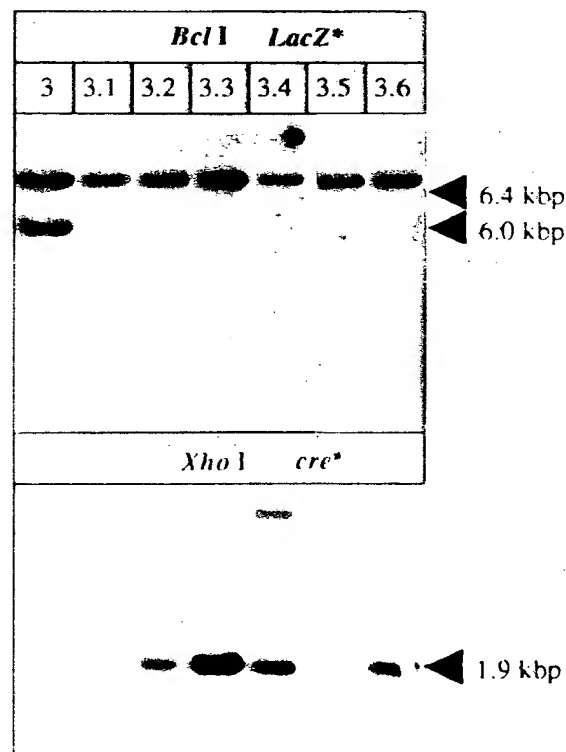 Bcl I LacZ*
3 3.1 3.2 3.3 3.4 3.5 3.6
6.4 kbp
6.0 kbp
Xho I cre*
1.9 kbp